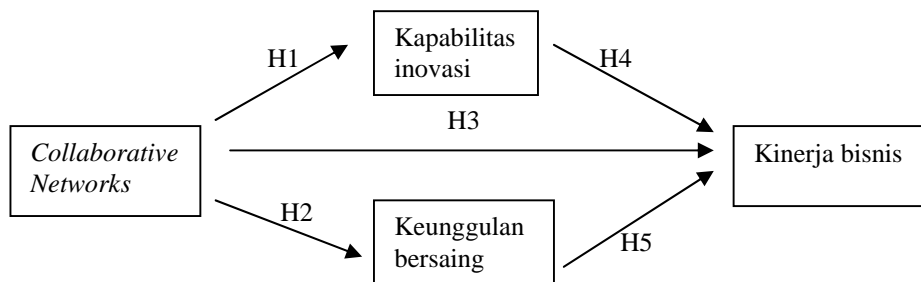 Kapabilitas
inovasi
H1
H4
H3
Collaborative
Networks
Kinerja bisnis
H2
Keunggulan
bersaing
H5